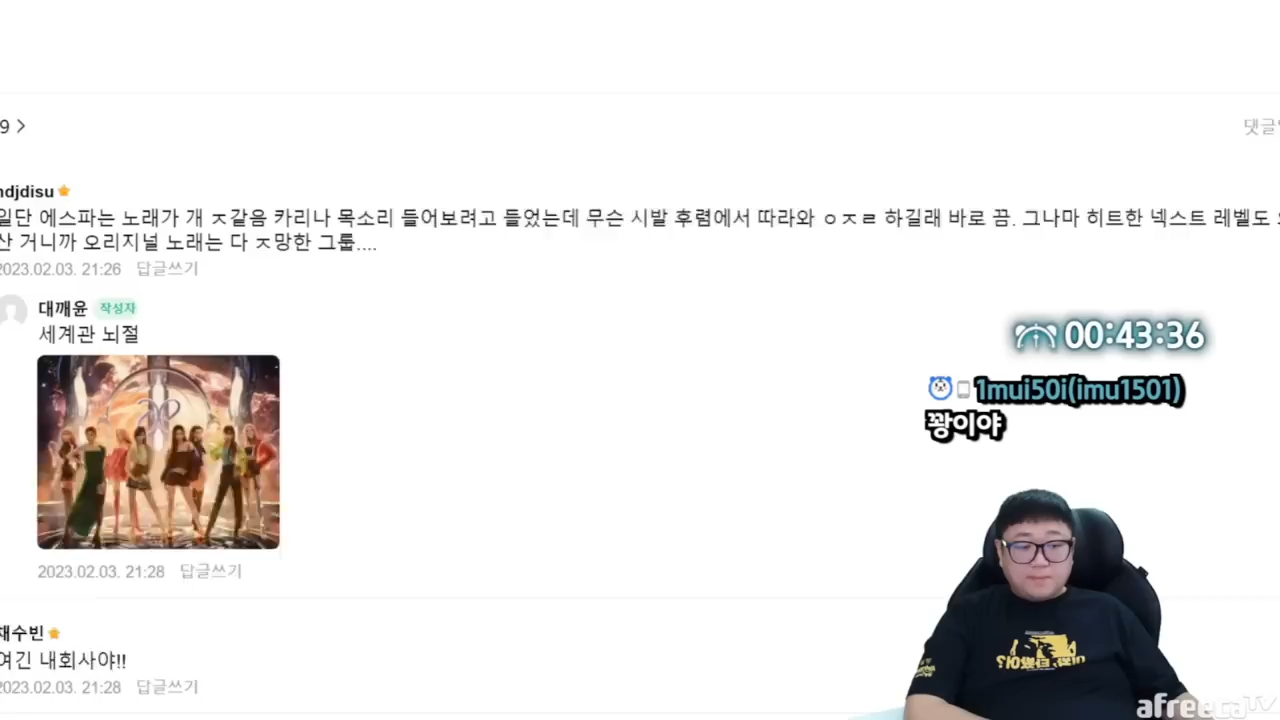 9 >
댓글
ndjdisu
일단 에스파는 노래가 개 ㅈ같음 카리나 목소리 들어보려고 들었는데 무슨 시발 후렴에서 따라와 ㅇㅈㄹ 하길래 바로 끔. 그나마 히트한 넥스트 레벨도
산 거니까 오리지널 노래는 다 ㅈ망한 그룹....
2023.02.03. 21:26 답글쓰기
대깨윤 작성자
세계관 뇌절
2023.02.03. 21:28 답글쓰기
채수빈
여긴 내회사야!!
2023.02.03. 21:28 답글쓰기
00:43:36
1mui50i(imu1501)
꽝이야
afreecaTV